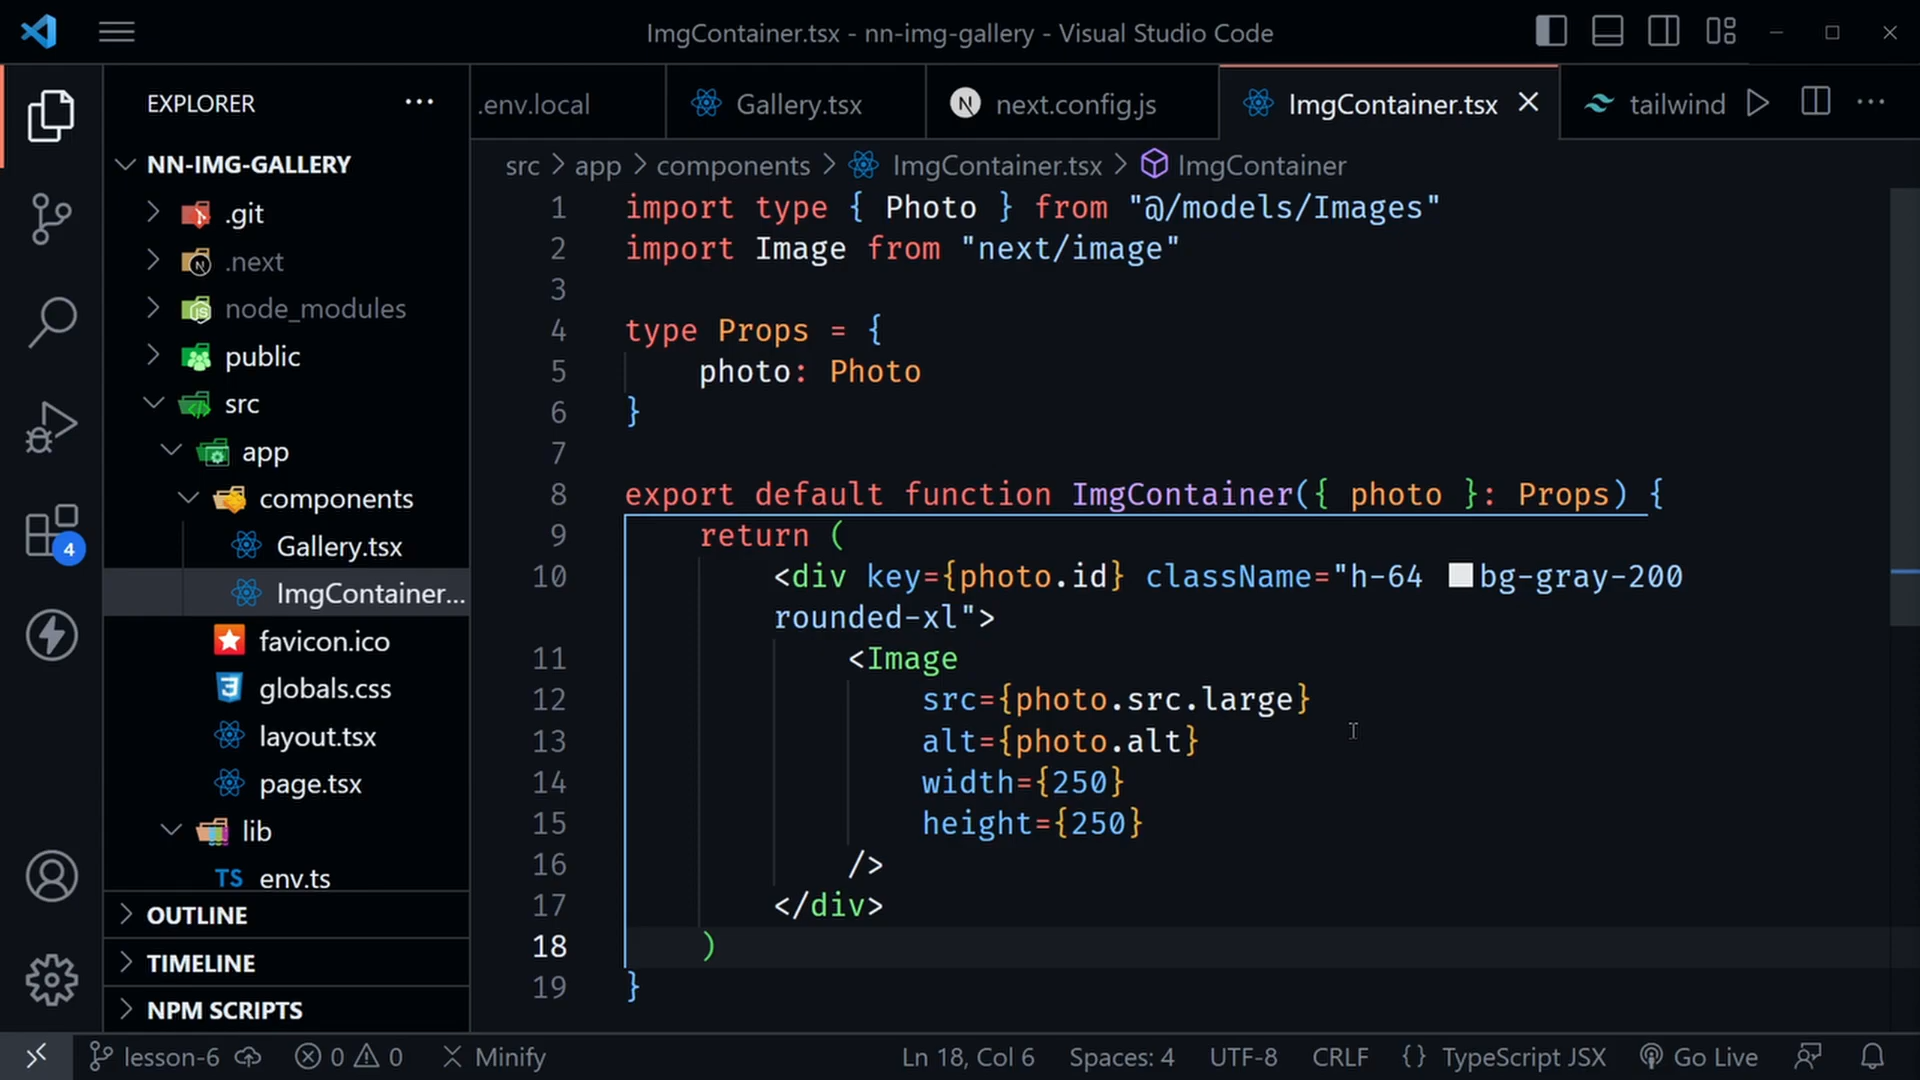 ImgContainer.tsx - nn-img-gallery - Visual Studio Code
EXPLORER
.env.local
Gallery.tsx
N next.config.js
ImgContainer.tsx
tailwind
NN-IMG-GALLERY
src > app > components > ImgContainer.tsx > ImgContainer
.git
.next
node_modules
public
src
app
components
Gallery.tsx
ImgContainer...
favicon.ico
globals.css
layout.tsx
page.tsx
lib
TS env.ts
OUTLINE
TIMELINE
NPM SCRIPTS
4
1 import type { Photo } from "@/models/Images"
2 import Image from "next/image"
3
4 type Props = {
5 photo: Photo
6 }
7
8 export default function ImgContainer({ photo }: Props) {
9 return (
10 <div key={photo.id} className="h-64 bg-gray-200
rounded-xl">
11 <Image
12 src={photo.src.large}
13 alt={photo.alt}
14 width={250}
15 height={250}
16 />
17 </div>
18 )
19 }
lesson-6 0 0 Minify Ln 18, Col 6 Spaces: 4 UTF-8 CRLF {} TypeScript JSX Go Live